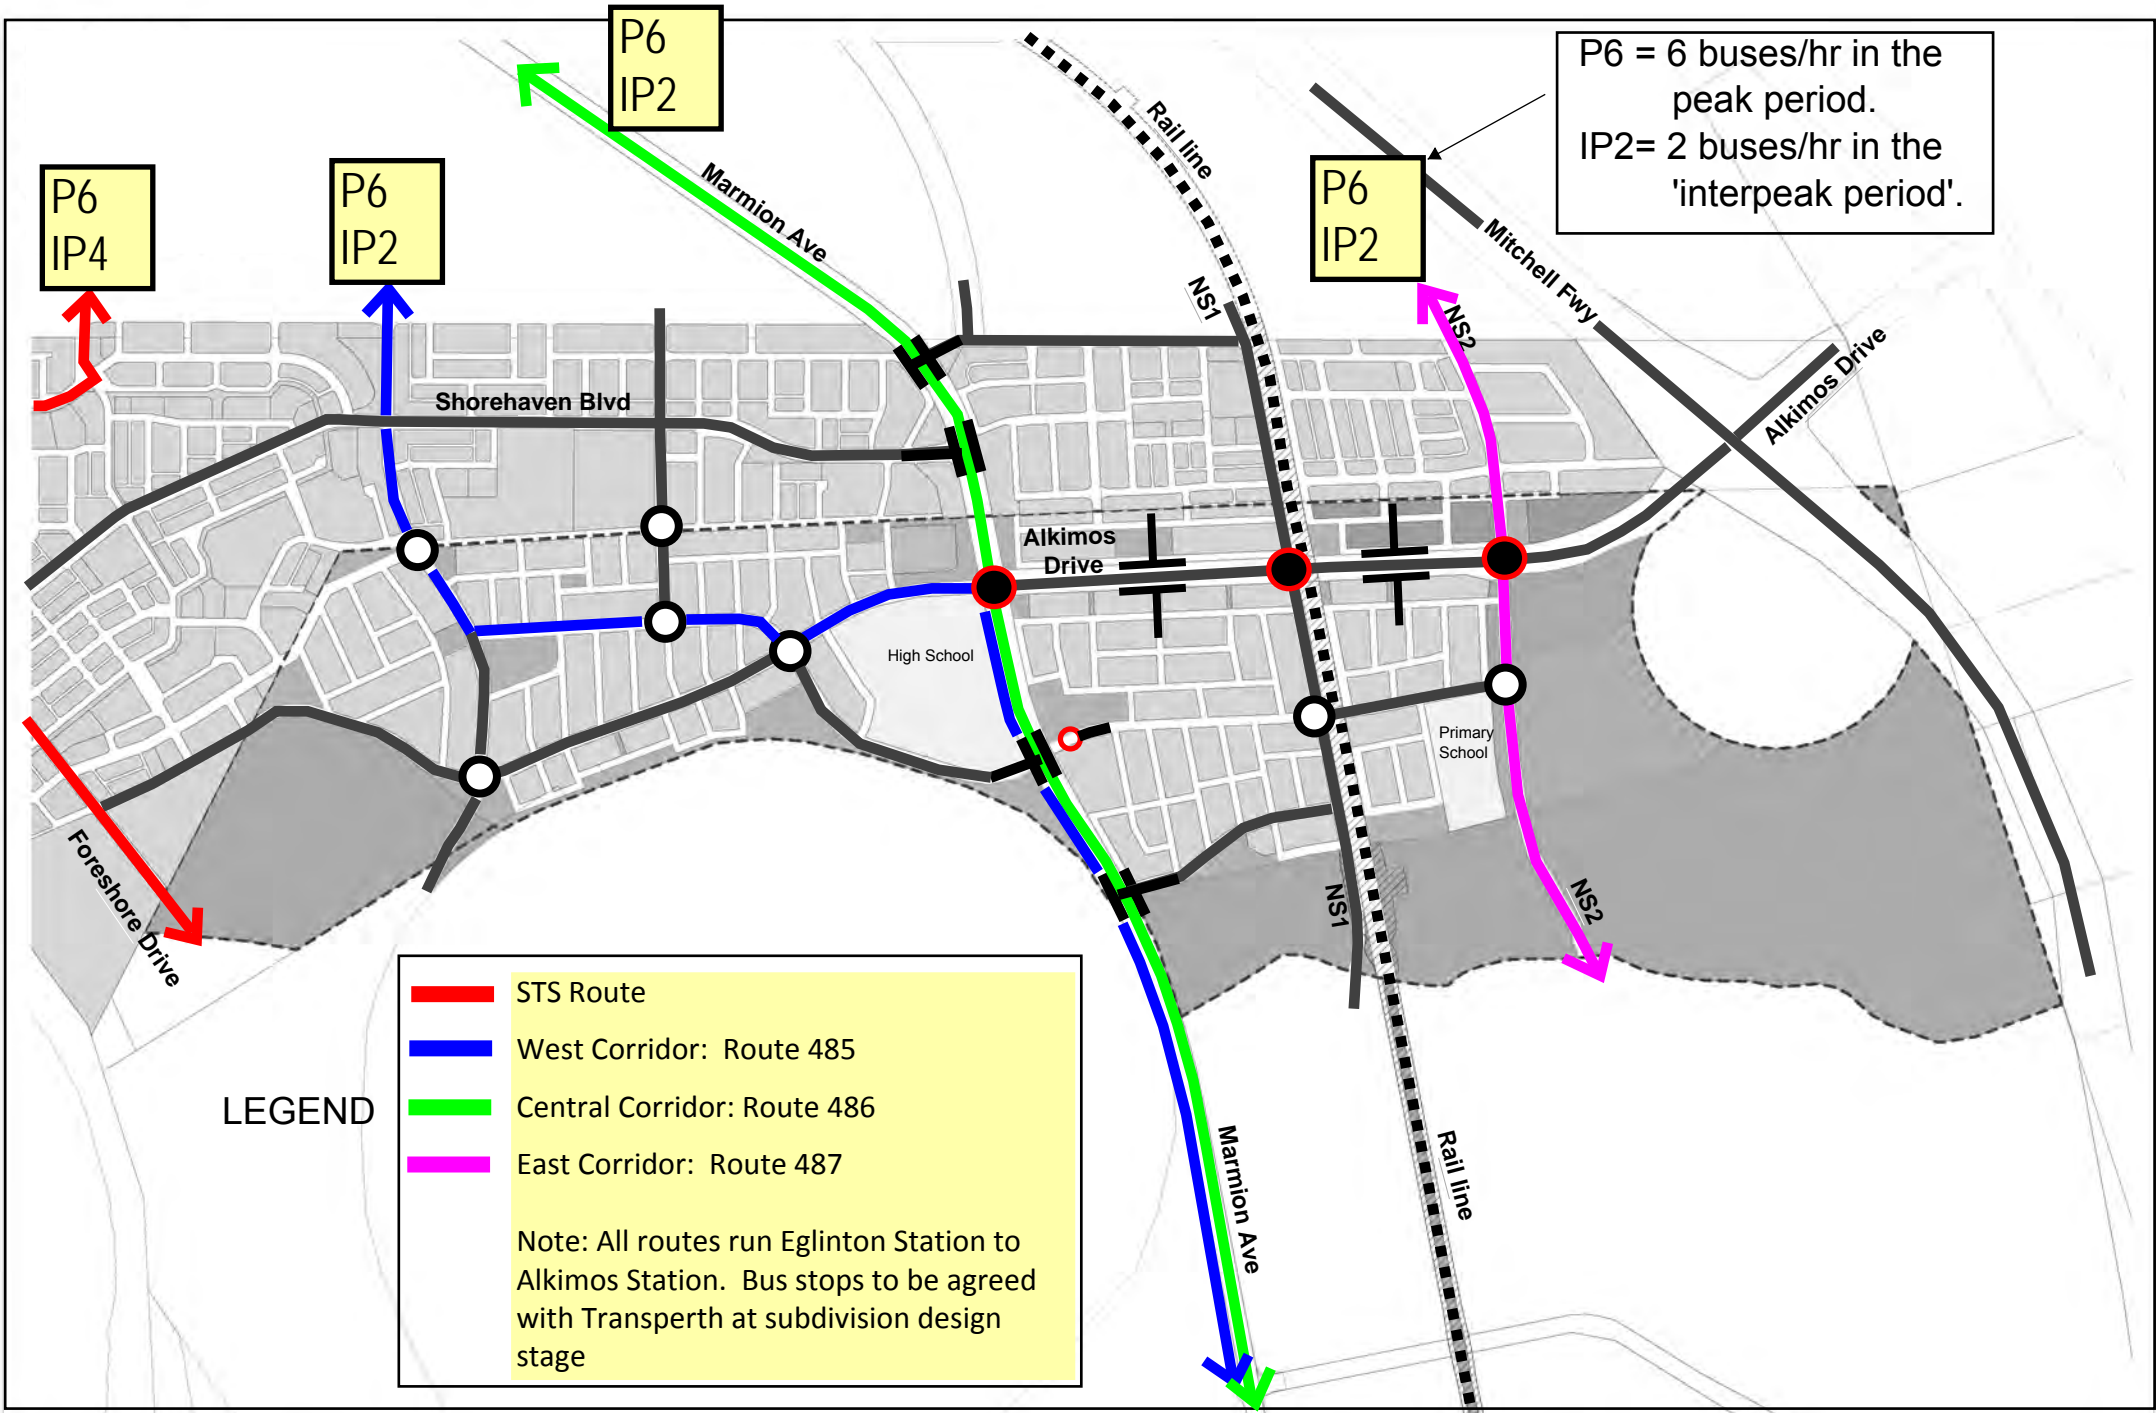 P6
IP2
P6 = 6 buses/hr in the
peak period.
IP2= 2 buses/hr in the
'interpeak period'.
P6
IP4
P6
IP2
P6
IP2
Marmion Ave
Rail line
NS1
NS2
Mitchell Fwy
Alkimos Drive
Shorehaven Blvd
Alkimos
Drive
High School
Primary
School
Foreshore Drive
NS1
NS2
Marmion Ave
Rail line
LEGEND
STS Route
West Corridor: Route 485
Central Corridor: Route 486
East Corridor: Route 487
Note: All routes run Eglinton Station to
Alkimos Station. Bus stops to be agreed
with Transperth at subdivision design
stage